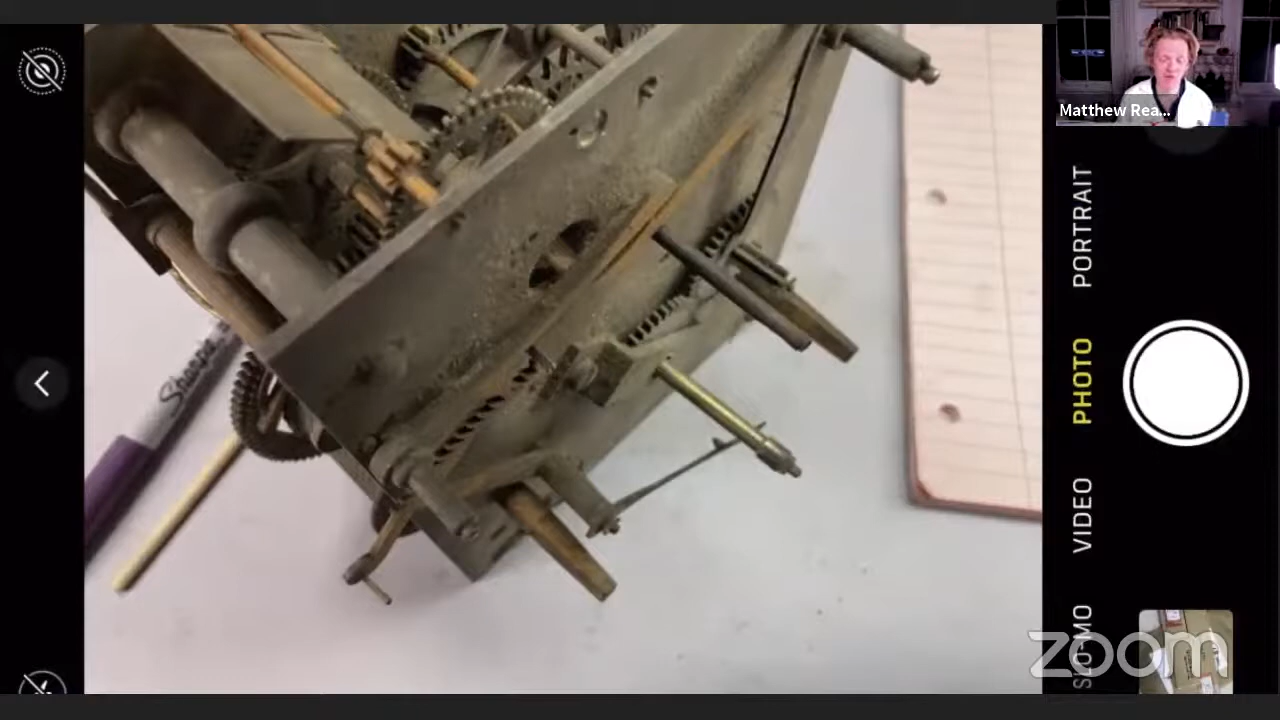 Matthew Rea...
PORTRAIT
PHOTO
VIDEO
SLO-MO
Sharpie
zoom